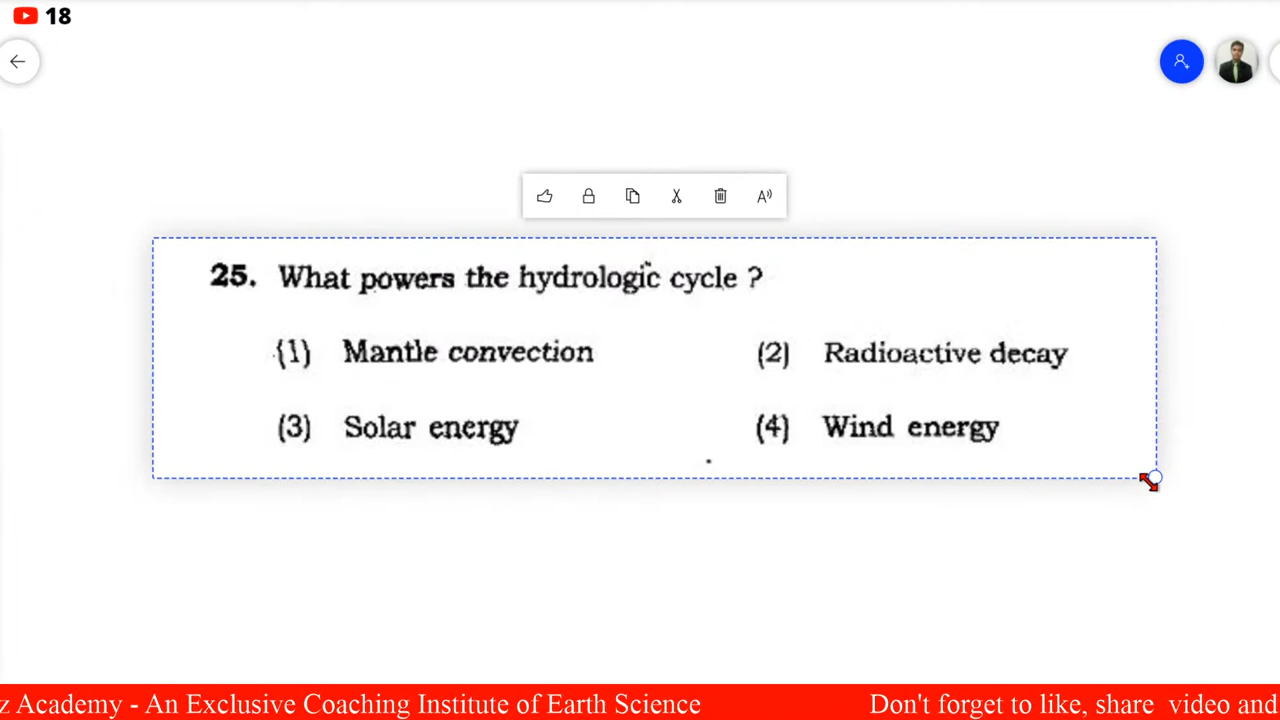 18
A
25. What powers the hydrologic cycle ?
(1) Mantle convection (2) Radioactive decay
(3) Solar energy (4) Wind energy
z Academy - An Exclusive Coaching Institute of Earth Science Don't forget to like, share video and